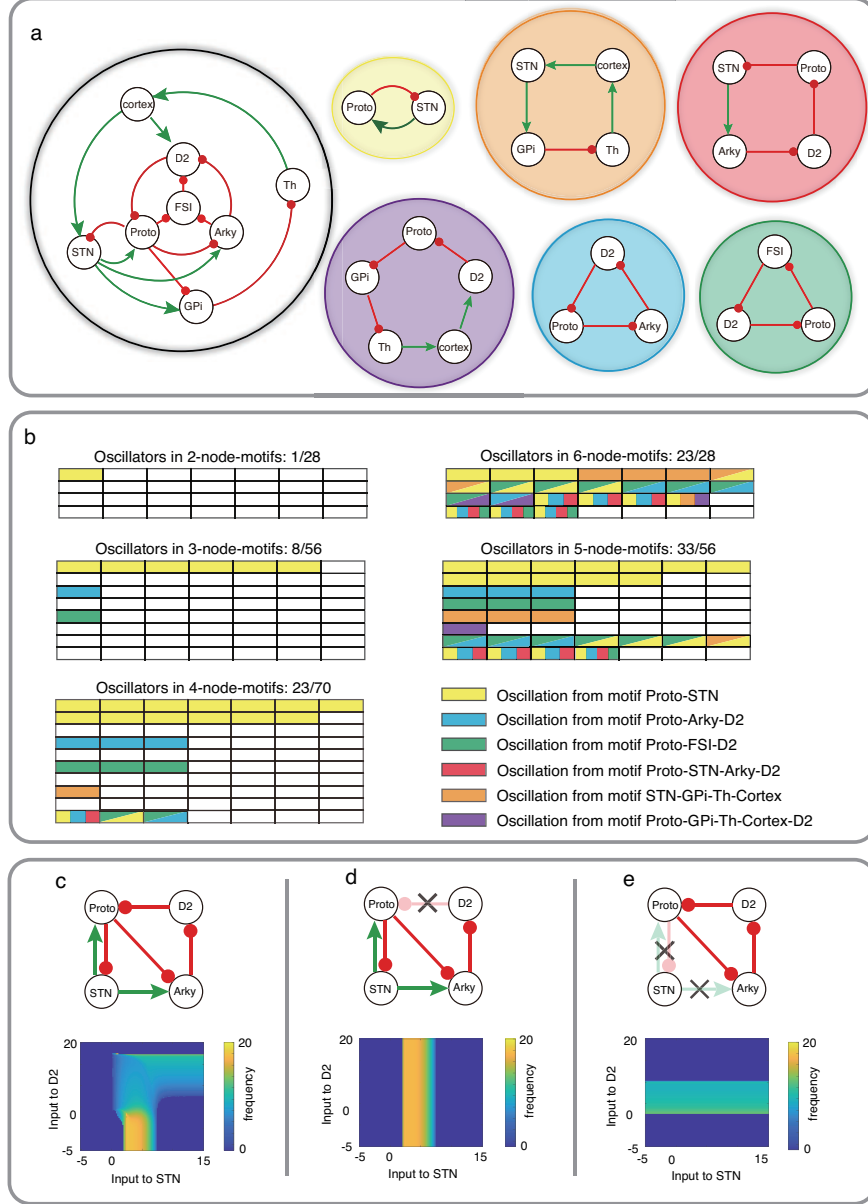 a
cortex
D2
Th
FSI
Proto
Arky
STN
GPi
Proto
STN
STN
cortex
GPi
Th
STN
Proto
Arky
D2
Proto
GPi
D2
Th
cortex
D2
Proto
Arky
FSI
D2
Proto
b
Oscillators in 2-node-motifs: 1/28
Oscillators in 6-node-motifs: 23/28
Oscillators in 3-node-motifs: 8/56
Oscillators in 5-node-motifs: 33/56
Oscillators in 4-node-motifs: 23/70
Oscillation from motif Proto-STN
Oscillation from motif Proto-Arky-D2
Oscillation from motif Proto-FSI-D2
Oscillation from motif Proto-STN-Arky-D2
Oscillation from motif STN-GPi-Th-Cortex
Oscillation from motif Proto-GPi-Th-Cortex-D2
c
Proto
D2
STN
Arky
20
0
-5
Input to D2
-5
0
15
Input to STN
20
0
frequency
d
Proto
D2
STN
Arky
20
0
-5
Input to D2
-5
0
15
Input to STN
20
0
frequency
e
Proto
D2
STN
Arky
20
0
-5
Input to D2
-5
0
15
Input to STN
20
0
frequency